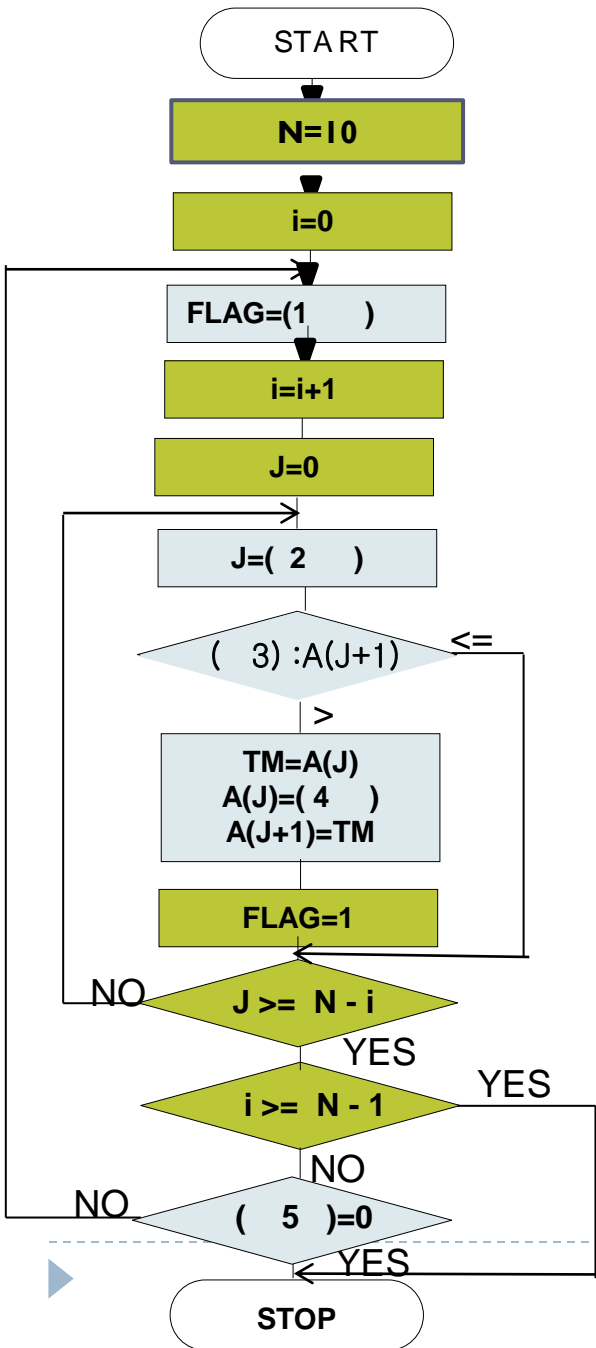 START
N=10
i=0
FLAG=(1 )
i=i+1
J=0
J=( 2 )
( 3) :A(J+1)
<=
>
TM=A(J)
A(J)=( 4 )
A(J+1)=TM
FLAG=1
J >= N - i
NO
YES
i >= N - 1
YES
NO
( 5 )=0
NO
YES
STOP